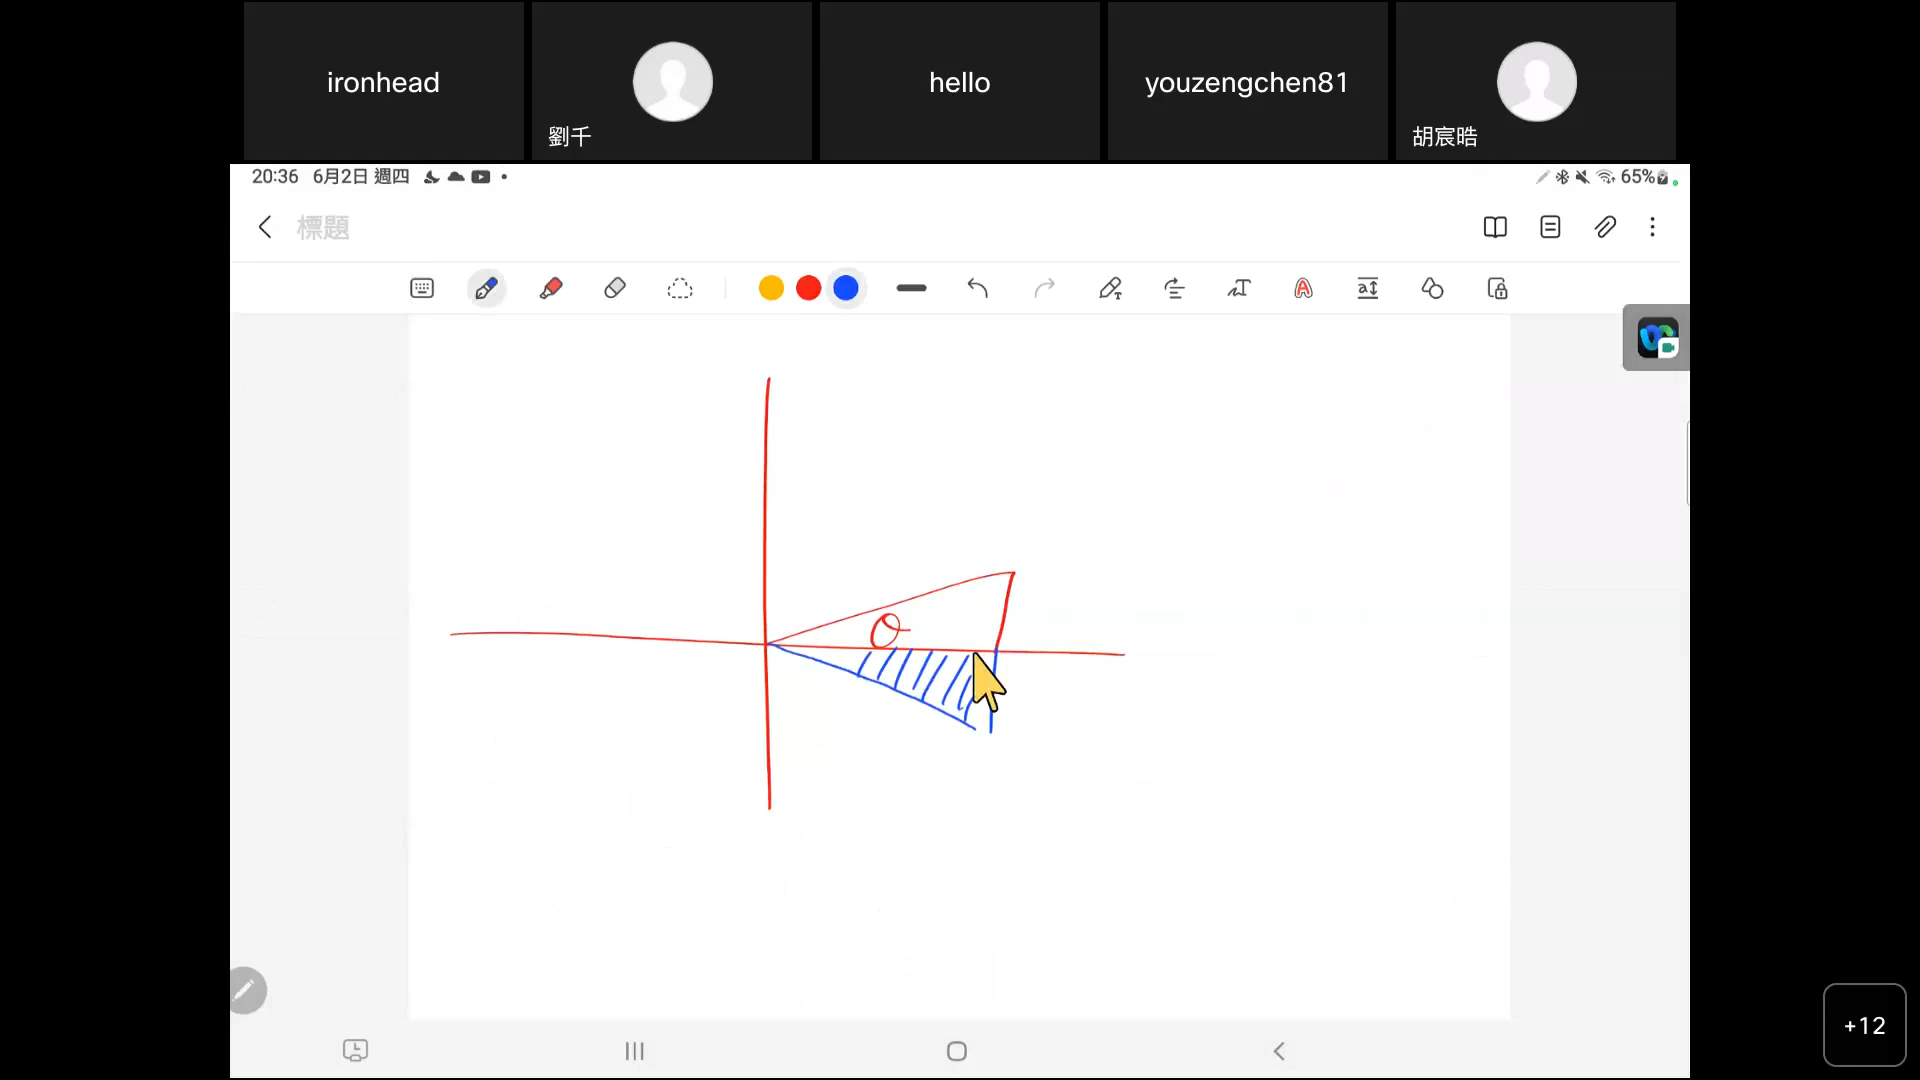 ironhead
劉千
hello
youzengchen81
胡宸晧
20:36 6月2日 週四
65%
標題
θ
+12